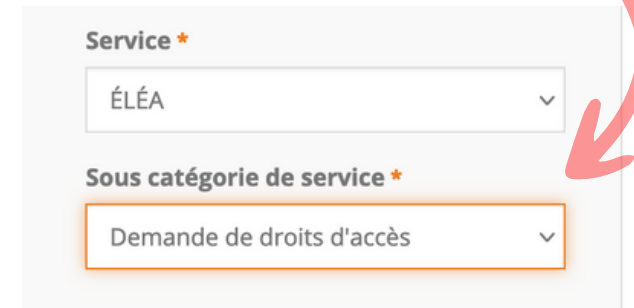 Service *
ÉLÉA
Sous catégorie de service *
Demande de droits d'accès